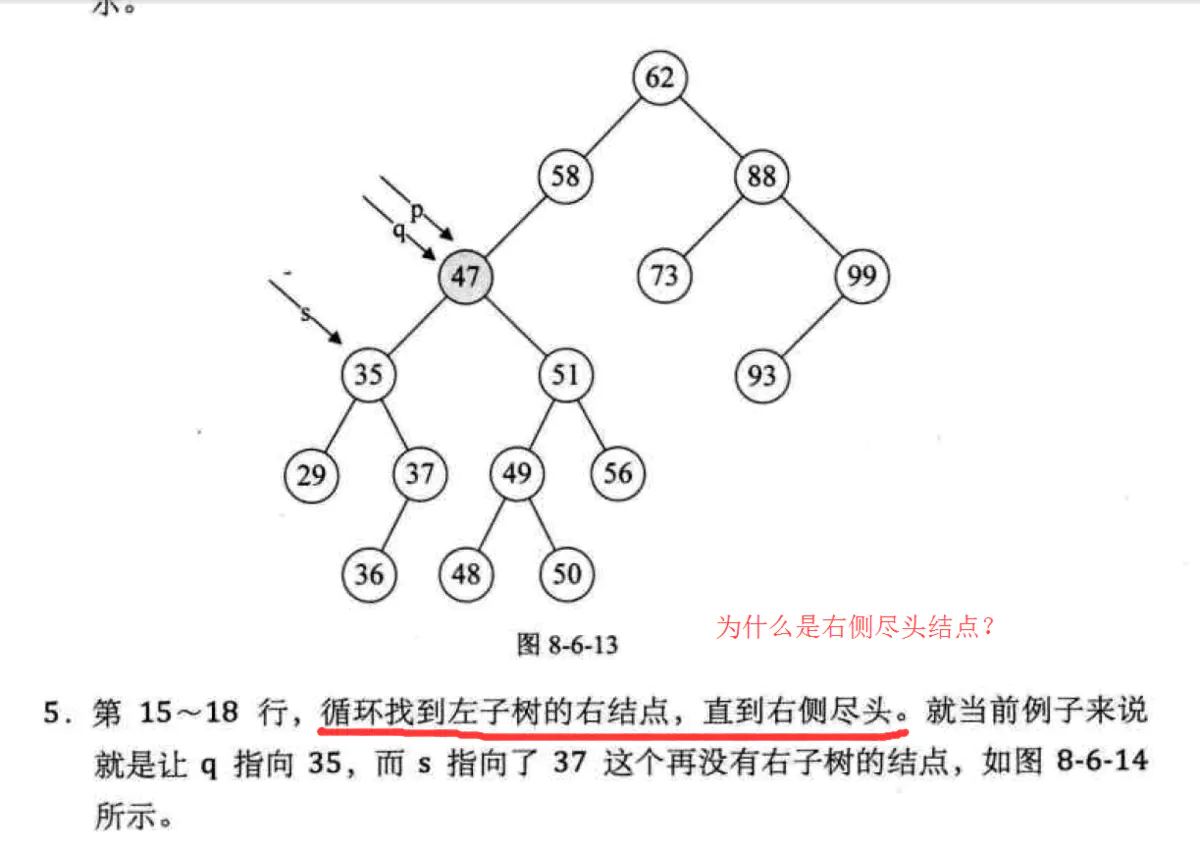 示。
62
58
88
p
q
47
73
99
s
35
51
93
29
37
49
56
36
48
50
为什么是右侧尽头结点？
图 8-6-13
5. 第 15～18 行，循环找到左子树的右结点，直到右侧尽头。就当前例子来说
就是让 q 指向 35，而 s 指向了 37 这个再没有右子树的结点，如图 8-6-14
所示。